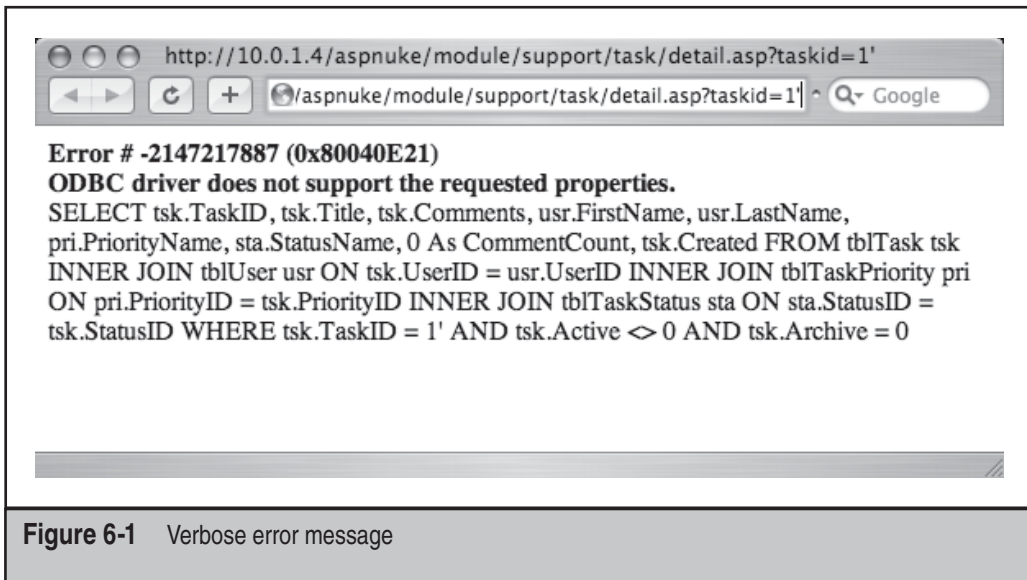 http://10.0.1.4/aspnuke/module/support/task/detail.asp?taskid=1'
/aspnuke/module/support/task/detail.asp?taskid=1'
Google
Error # -2147217887 (0x80040E21)
ODBC driver does not support the requested properties.
SELECT tsk.TaskID, tsk.Title, tsk.Comments, usr.FirstName, usr.LastName,
pri.PriorityName, sta.StatusName, 0 As CommentCount, tsk.Created FROM tblTask tsk
INNER JOIN tblUser usr ON tsk.UserID = usr.UserID INNER JOIN tblTaskPriority pri
ON pri.PriorityID = tsk.PriorityID INNER JOIN tblTaskStatus sta ON sta.StatusID =
tsk.StatusID WHERE tsk.TaskID = 1' AND tsk.Active <> 0 AND tsk.Archive = 0
Figure 6-1 Verbose error message